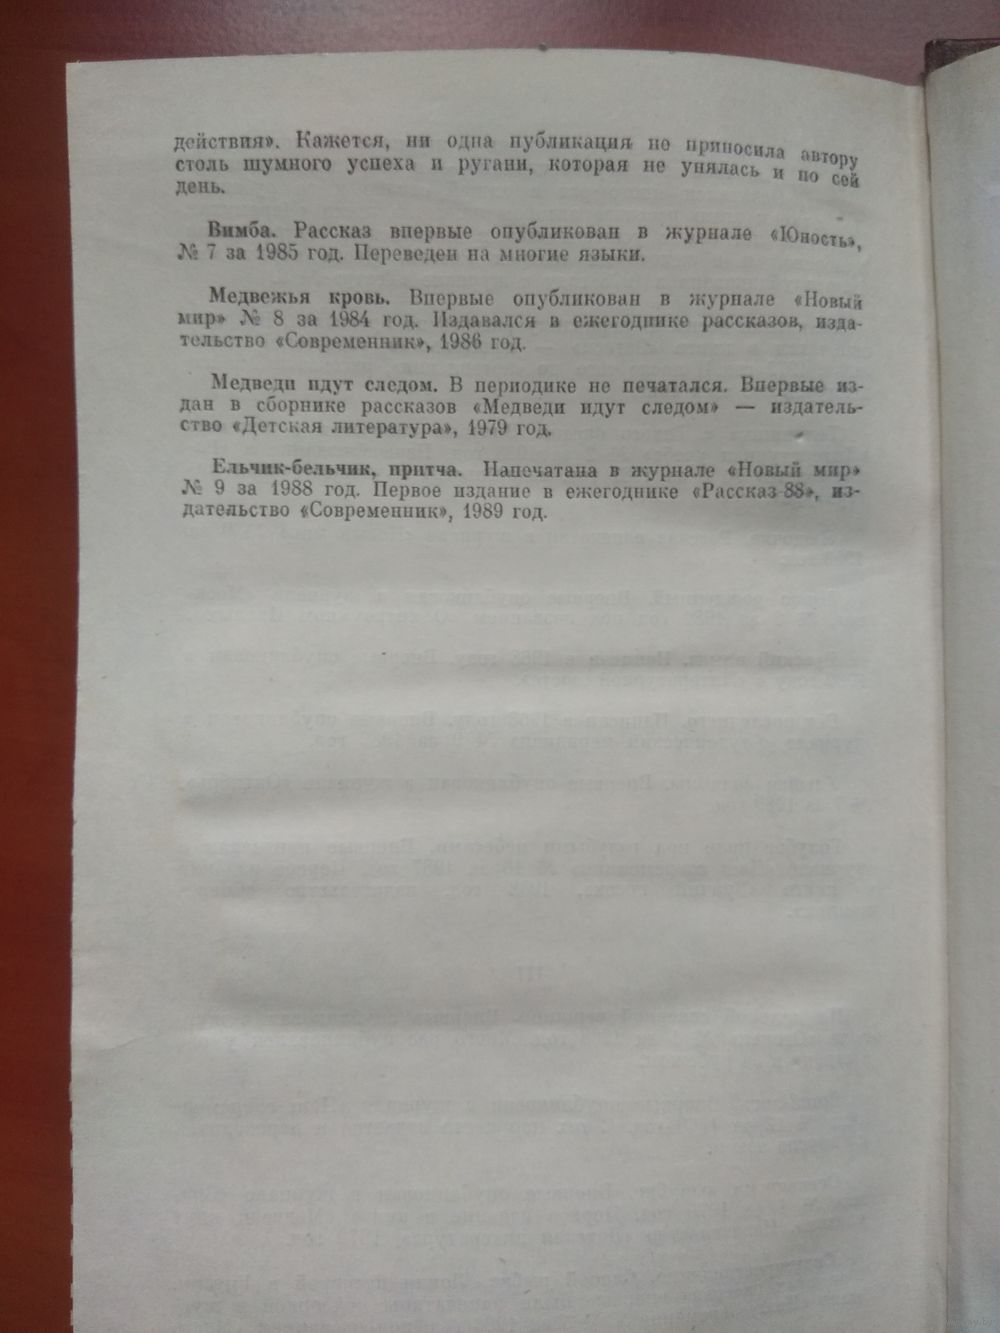 действия». Кажется, ни одна публикация не приносила автору
столь шумного успеха и ругани, которая не унялась и по сей
день.
Вимба. Рассказ впервые опубликован в журнале «Юность»,
№ 7 за 1985 год. Переведен на многие языки.
Медвежья кровь. Впервые опубликован в журнале «Новый
мир» № 8 за 1984 год. Издавался в ежегоднике рассказов, изда-
тельство «Современник», 1986 год.
Медведи идут следом. В периодике не печатался. Впервые из-
дан в сборнике рассказов «Медведи идут следом» — издатель-
ство «Детская литература», 1979 год.
Ельчик-бельчик, притча. Напечатана в журнале «Новый мир»
№ 9 за 1988 год. Первое издание в ежегоднике «Рассказ-88», из-
дательство «Современник», 1989 год.